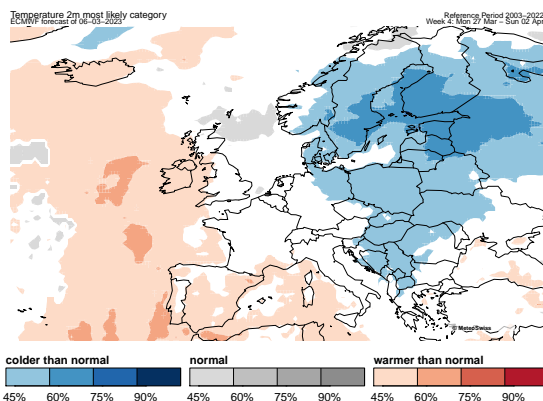 Temperature 2m most likely category
ECMWF forecast of 06-03-2023
Reference Period 2003-2022
Week 4: Mon 27 Mar - Sun 02 Apr
© MeteoSwiss
colder than normal
normal
warmer than normal
45% 60% 75% 90%
45% 60% 75% 90%
45% 60% 75% 90%